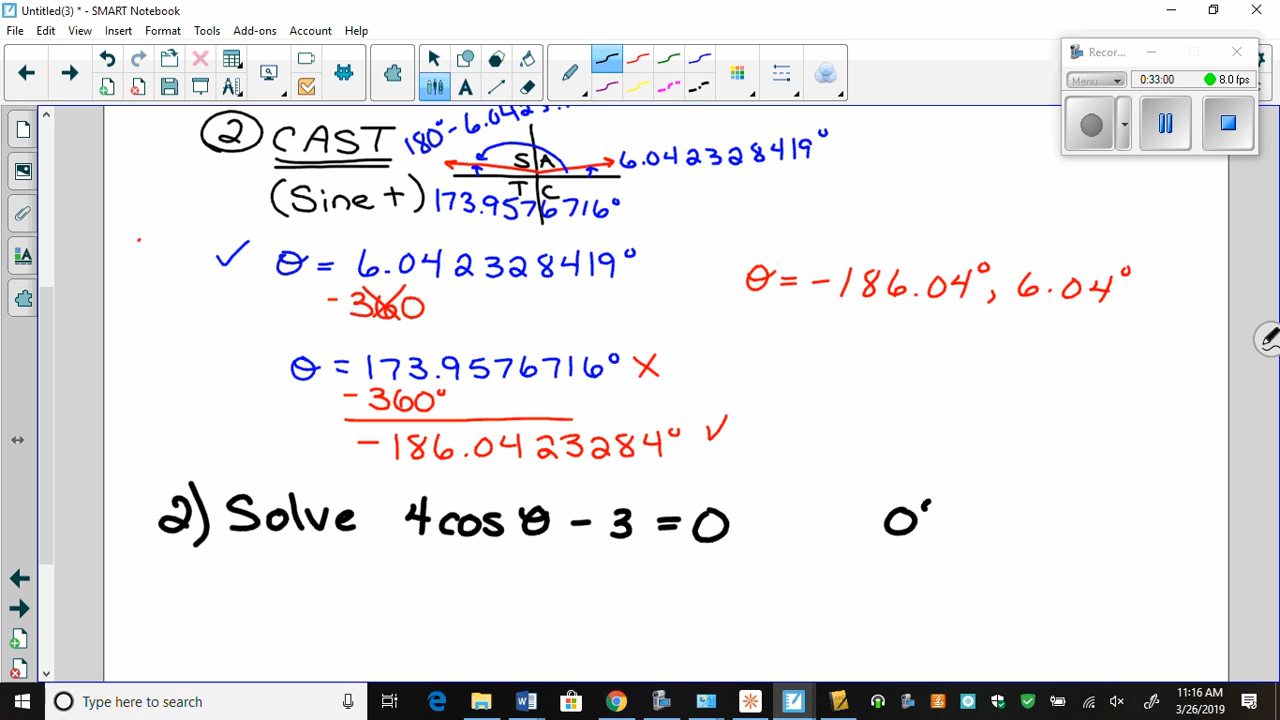 Untitled(3) * - SMART Notebook
File Edit View Insert Format Tools Add-ons Account Help
Recor...
Menu 0:33:00 8.0 fps
② CAST 180° - 6.0423...
S A 6.042328419°
T C
(Sine +) 173.9576716°
✓ θ = 6.042328419°
- 360
θ = -186.04°, 6.04°
θ = 173.9576716° X
- 360°
-186.0423284° ✓
2) Solve 4cos θ - 3 = 0 0°
Type here to search
11:16 AM
3/26/2019